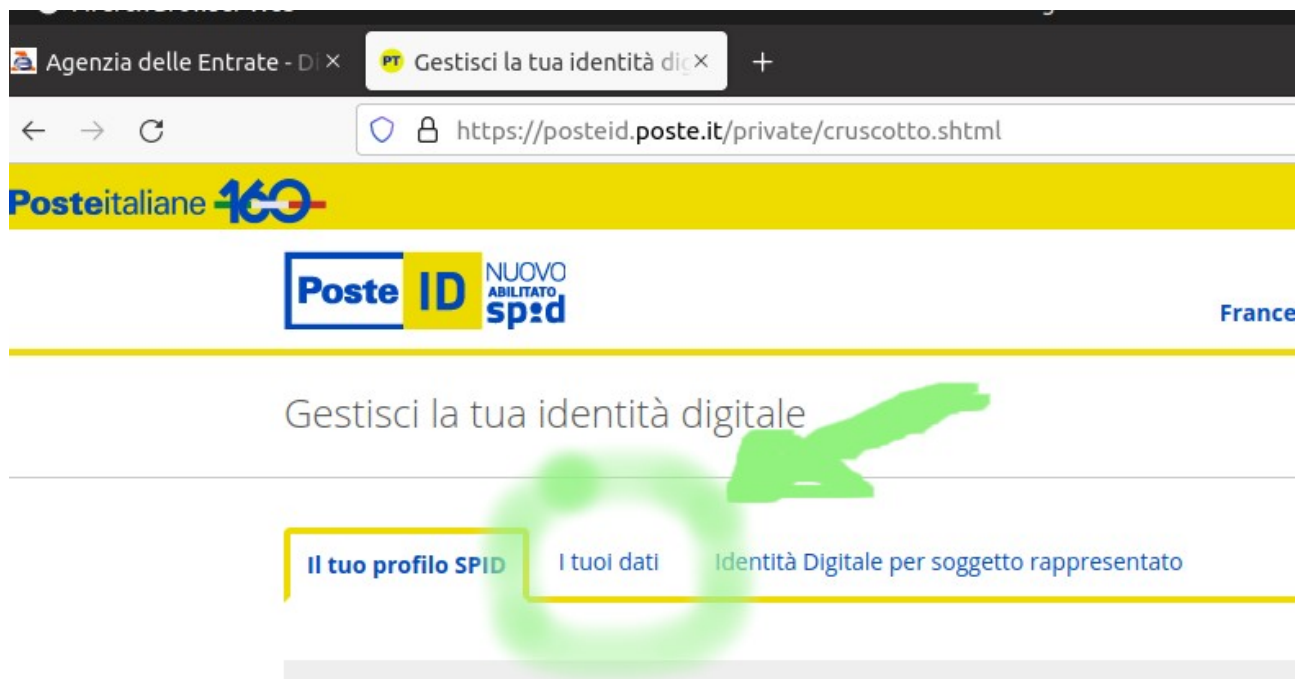 Agenzia delle Entrate - Di
PT Gestisci la tua identità dig
https://posteid.poste.it/private/cruscotto.shtml
Posteitaliane 160
Poste ID NUOVO
ABILITATO
spid
France
Gestisci la tua identità digitale
Il tuo profilo SPID I tuoi dati Identità Digitale per soggetto rappresentato